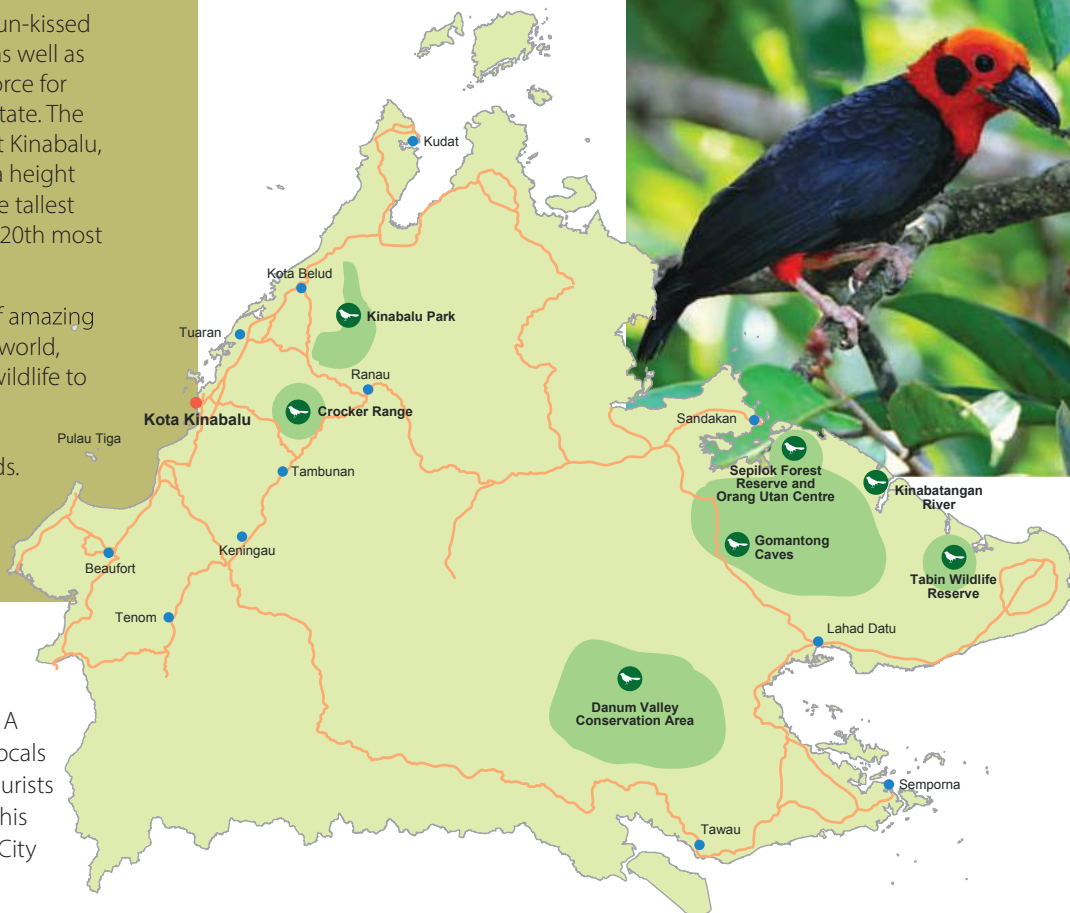 un-kissed
as well as
orce for
tate. The
t Kinabalu,
a height
e tallest
20th most
f amazing
world,
wildlife to
ds.
A
ocals
urists
his
City
Kudat
Kota Belud
Kinabalu Park
Tuaran
Ranau
Crocker Range
Kota Kinabalu
Pulau Tiga
Tambunan
Keningau
Beaufort
Tenom
Sandakan
Sepilok Forest
Reserve and
Orang Utan Centre
Kinabatangan
River
Gomantong
Caves
Tabin Wildlife
Reserve
Lahad Datu
Danum Valley
Conservation Area
Semporna
Tawau